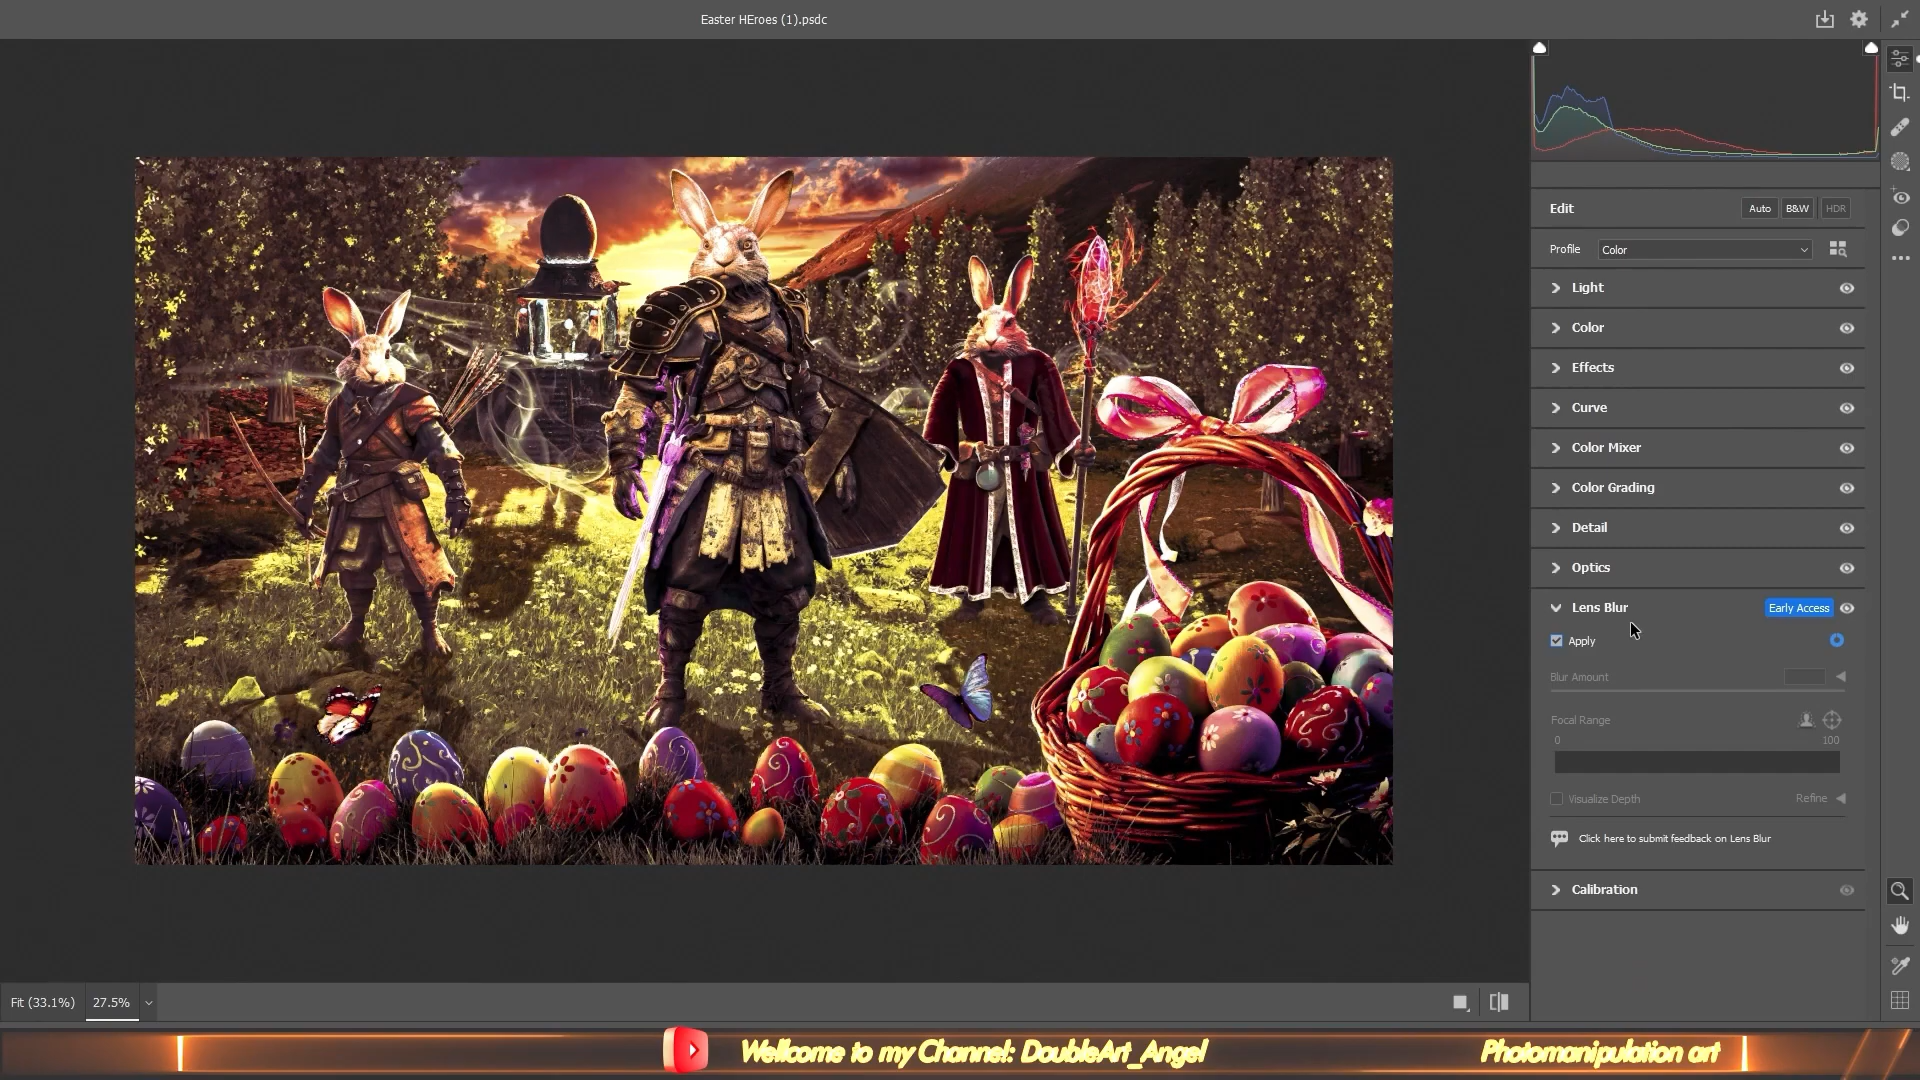 Easter HEroes (1).psdc
Edit
Auto
B&W
HDR
Profile
Color
Light
Color
Effects
Curve
Color Mixer
Color Grading
Detail
Optics
Lens Blur
Early Access
Apply
Blur Amount
Focal Range
0
100
Visualize Depth
Refine
Click here to submit feedback on Lens Blur
Calibration
Fit (33.1%)
27.5%
Wellcome to my Channel: DoubleArt_Angel
Photomanipulation art